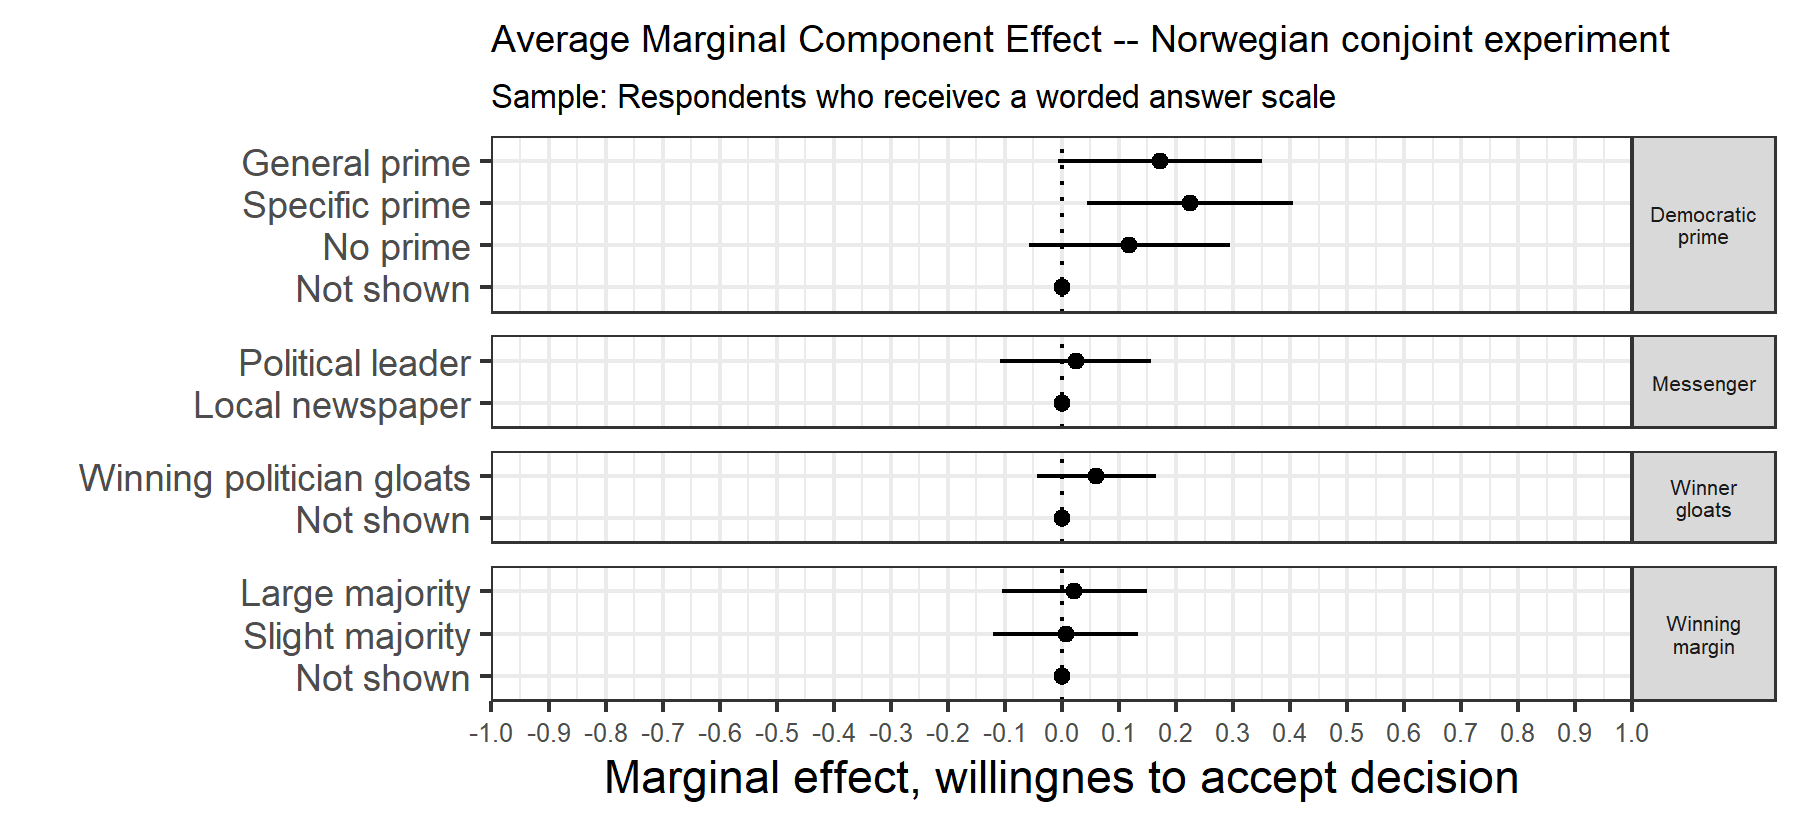 Average Marginal Component Effect -- Norwegian conjoint experiment
Sample: Respondents who receivec a worded answer scale
General prime
Specific prime
No prime
Not shown
Democratic
prime
Political leader
Local newspaper
Messenger
Winning politician gloats
Not shown
Winner
gloats
Large majority
Slight majority
Not shown
Winning
margin
-1.0 -0.9 -0.8 -0.7 -0.6 -0.5 -0.4 -0.3 -0.2 -0.1 0.0 0.1 0.2 0.3 0.4 0.5 0.6 0.7 0.8 0.9 1.0
Marginal effect, willingnes to accept decision